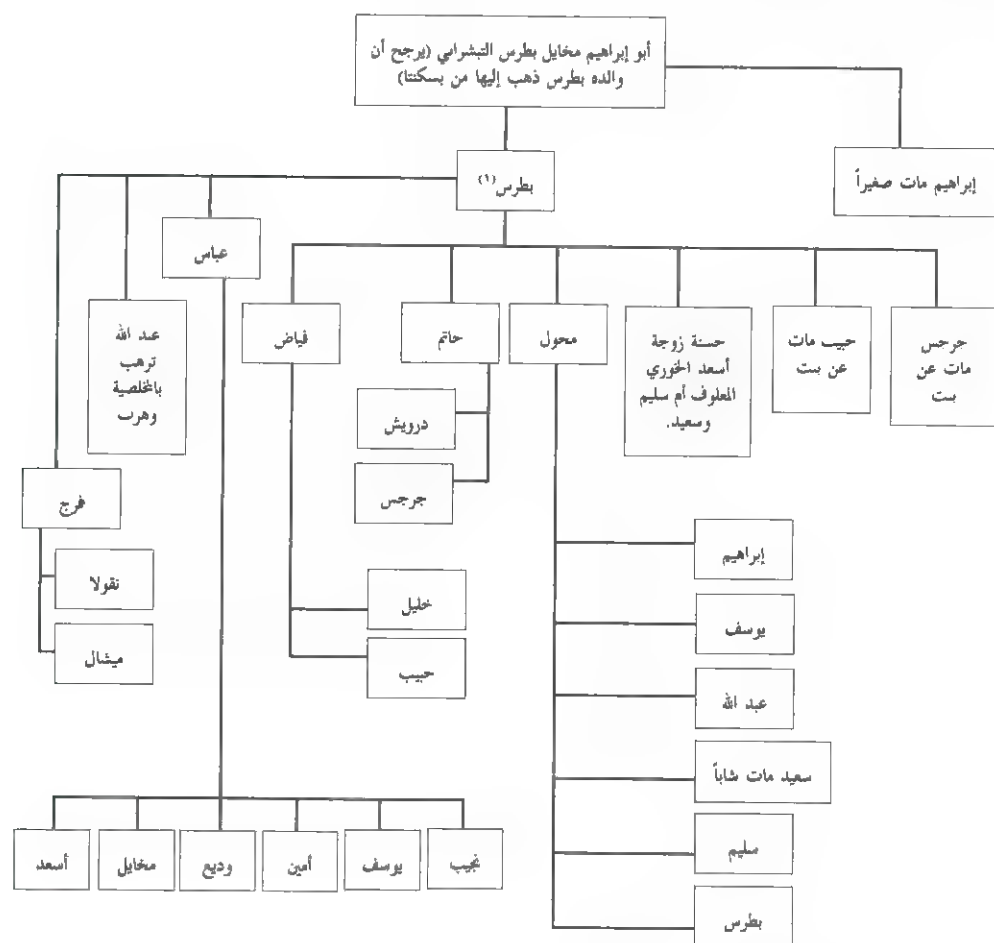 أبو إبراهيم مخايل بطرس التبشراني (يرجح أن
والده بطرس ذهب إليها من بسكنتا)
إبراهيم مات صغيراً
بطرس (١)
جرجس
مات عن
بنت
حبيب مات
عن بنت
حسنة زوجة
أسعد الخوري
المعلوف أم سليم
وسعيد.
محول
حاتم
فياض
عباس
عبد الله
ترهب
بالمخلصية
وهرب
فرج
درويش
جرجس
إبراهيم
يوسف
عبد الله
سعيد مات شاباً
سليم
بطرس
خليل
حبيب
نقولا
ميشال
نجيب
يوسف
أمين
وديع
مخايل
أسعد